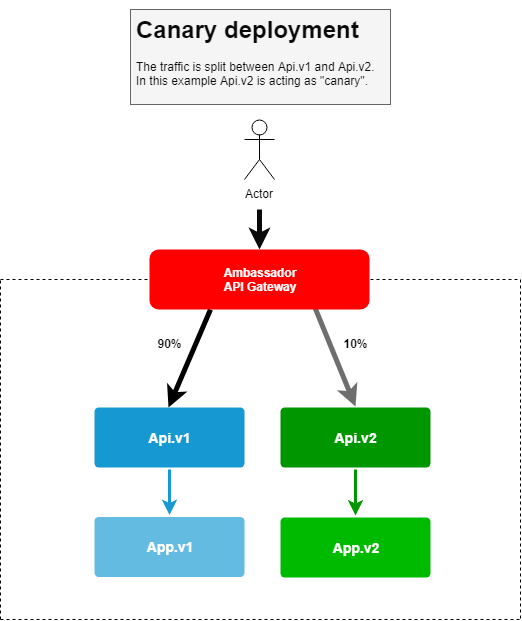 Canary deployment
The traffic is split between Api.v1 and Api.v2.
In this example Api.v2 is acting as "canary".
Actor
Ambassador
API Gateway
90%
10%
Api.v1
Api.v2
App.v1
App.v2